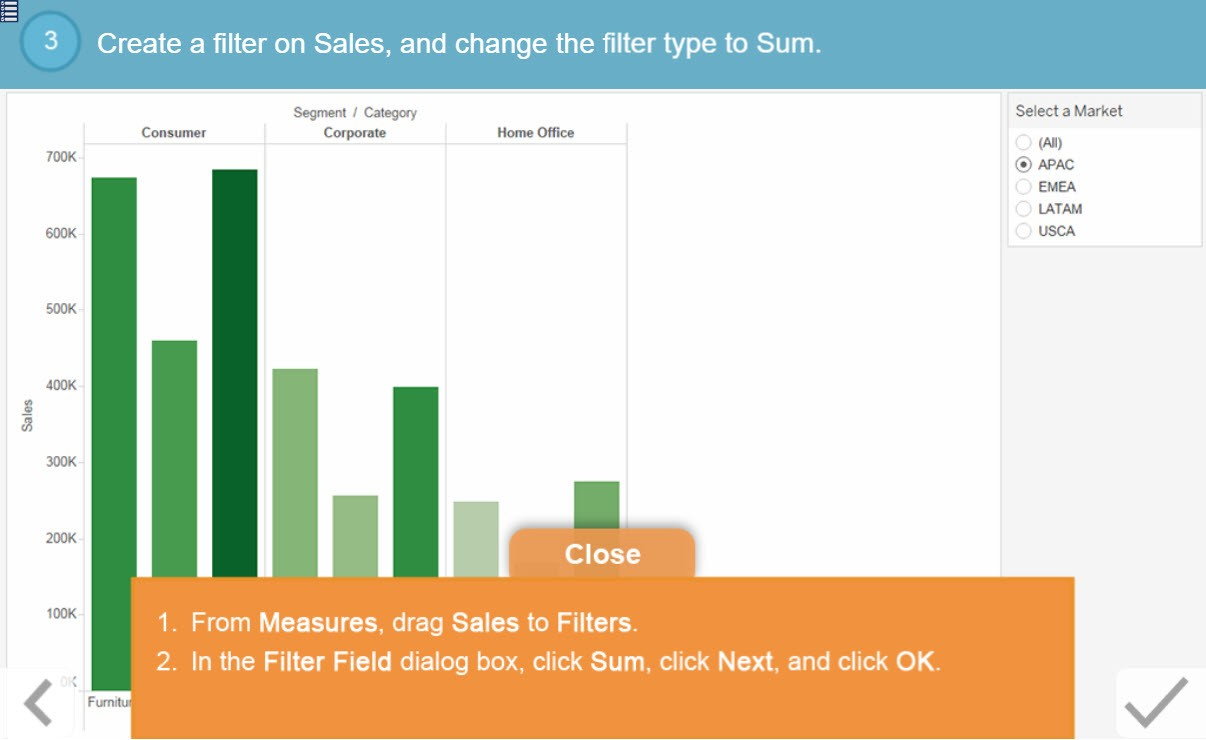 3
Create a filter on Sales, and change the filter type to Sum.
Segment / Category
Consumer
Corporate
Home Office
700K
600K
500K
400K
300K
200K
100K
0K
Sales
Furnitur
Select a Market
(All)
APAC
EMEA
LATAM
USCA
Close
1. From Measures, drag Sales to Filters.
2. In the Filter Field dialog box, click Sum, click Next, and click OK.